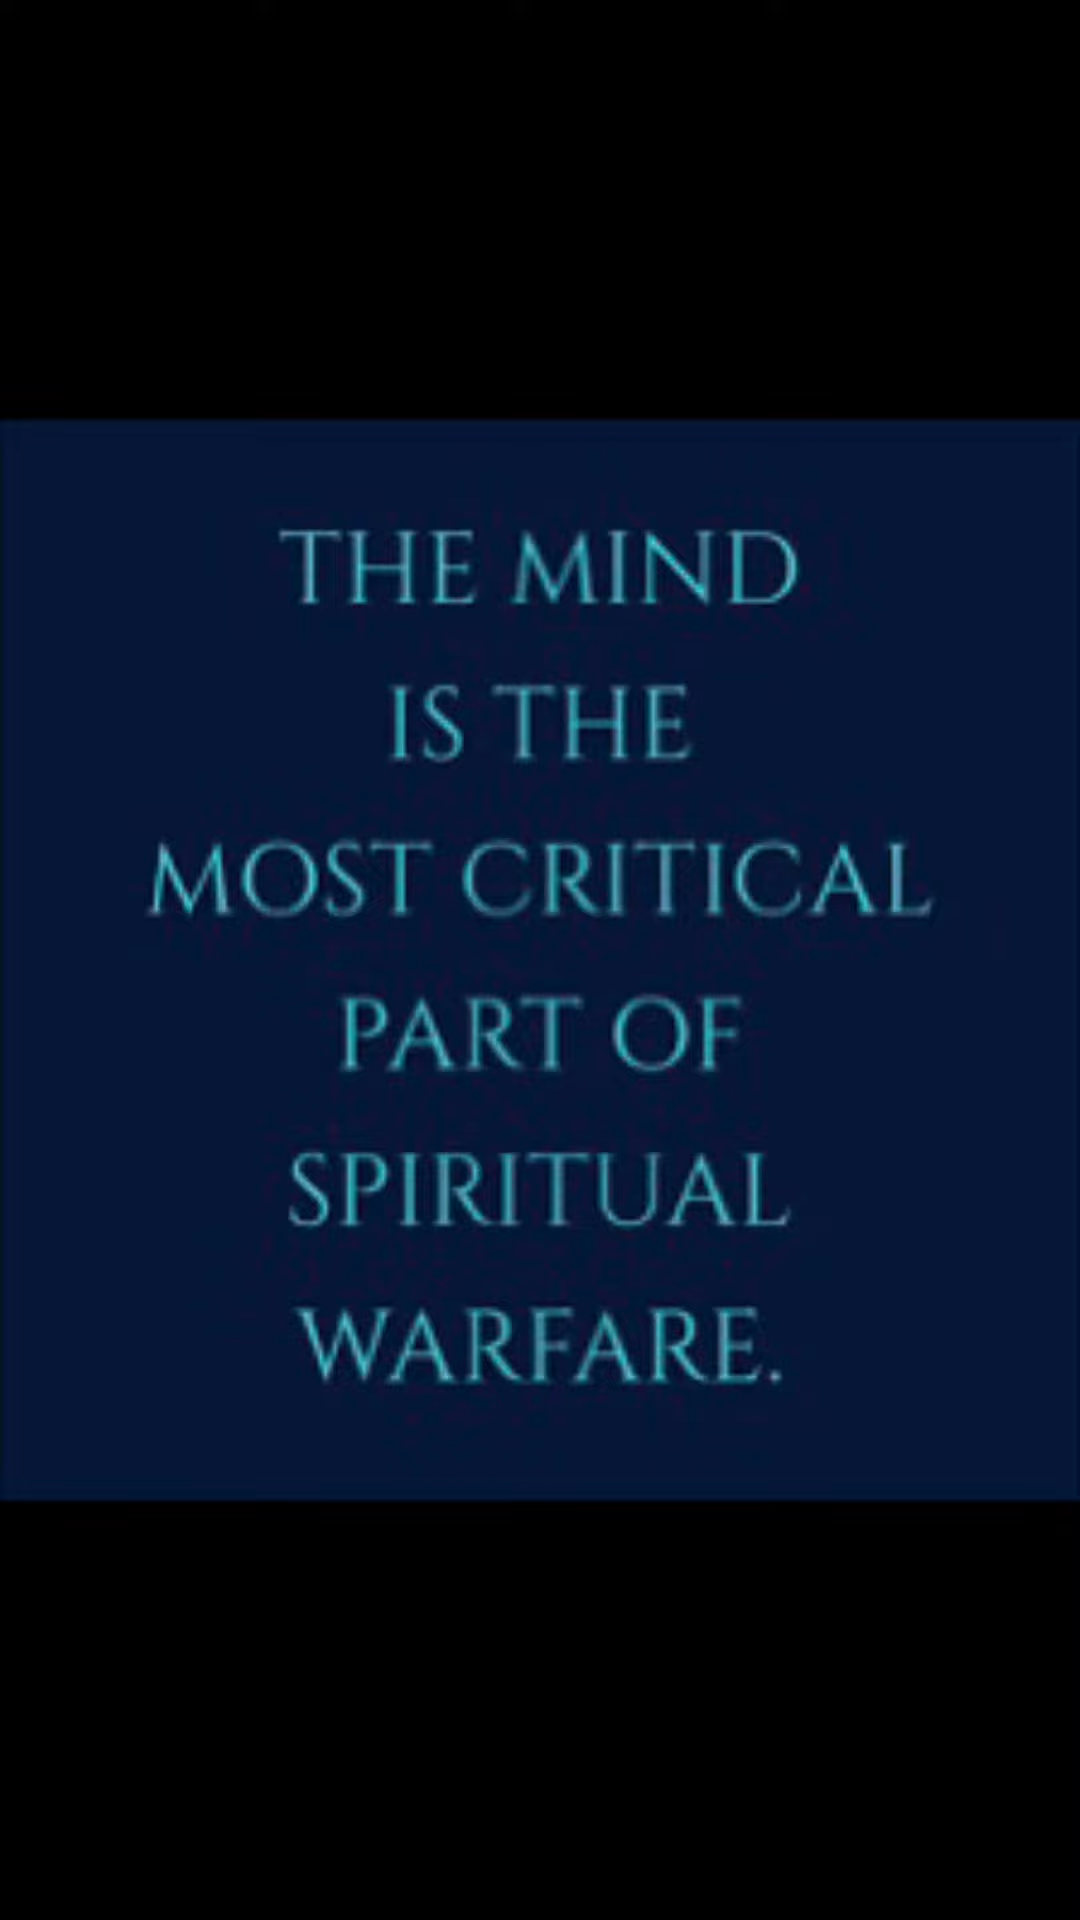 THE MIND
IS THE
MOST CRITICAL
PART OF
SPIRITUAL
WARFARE.